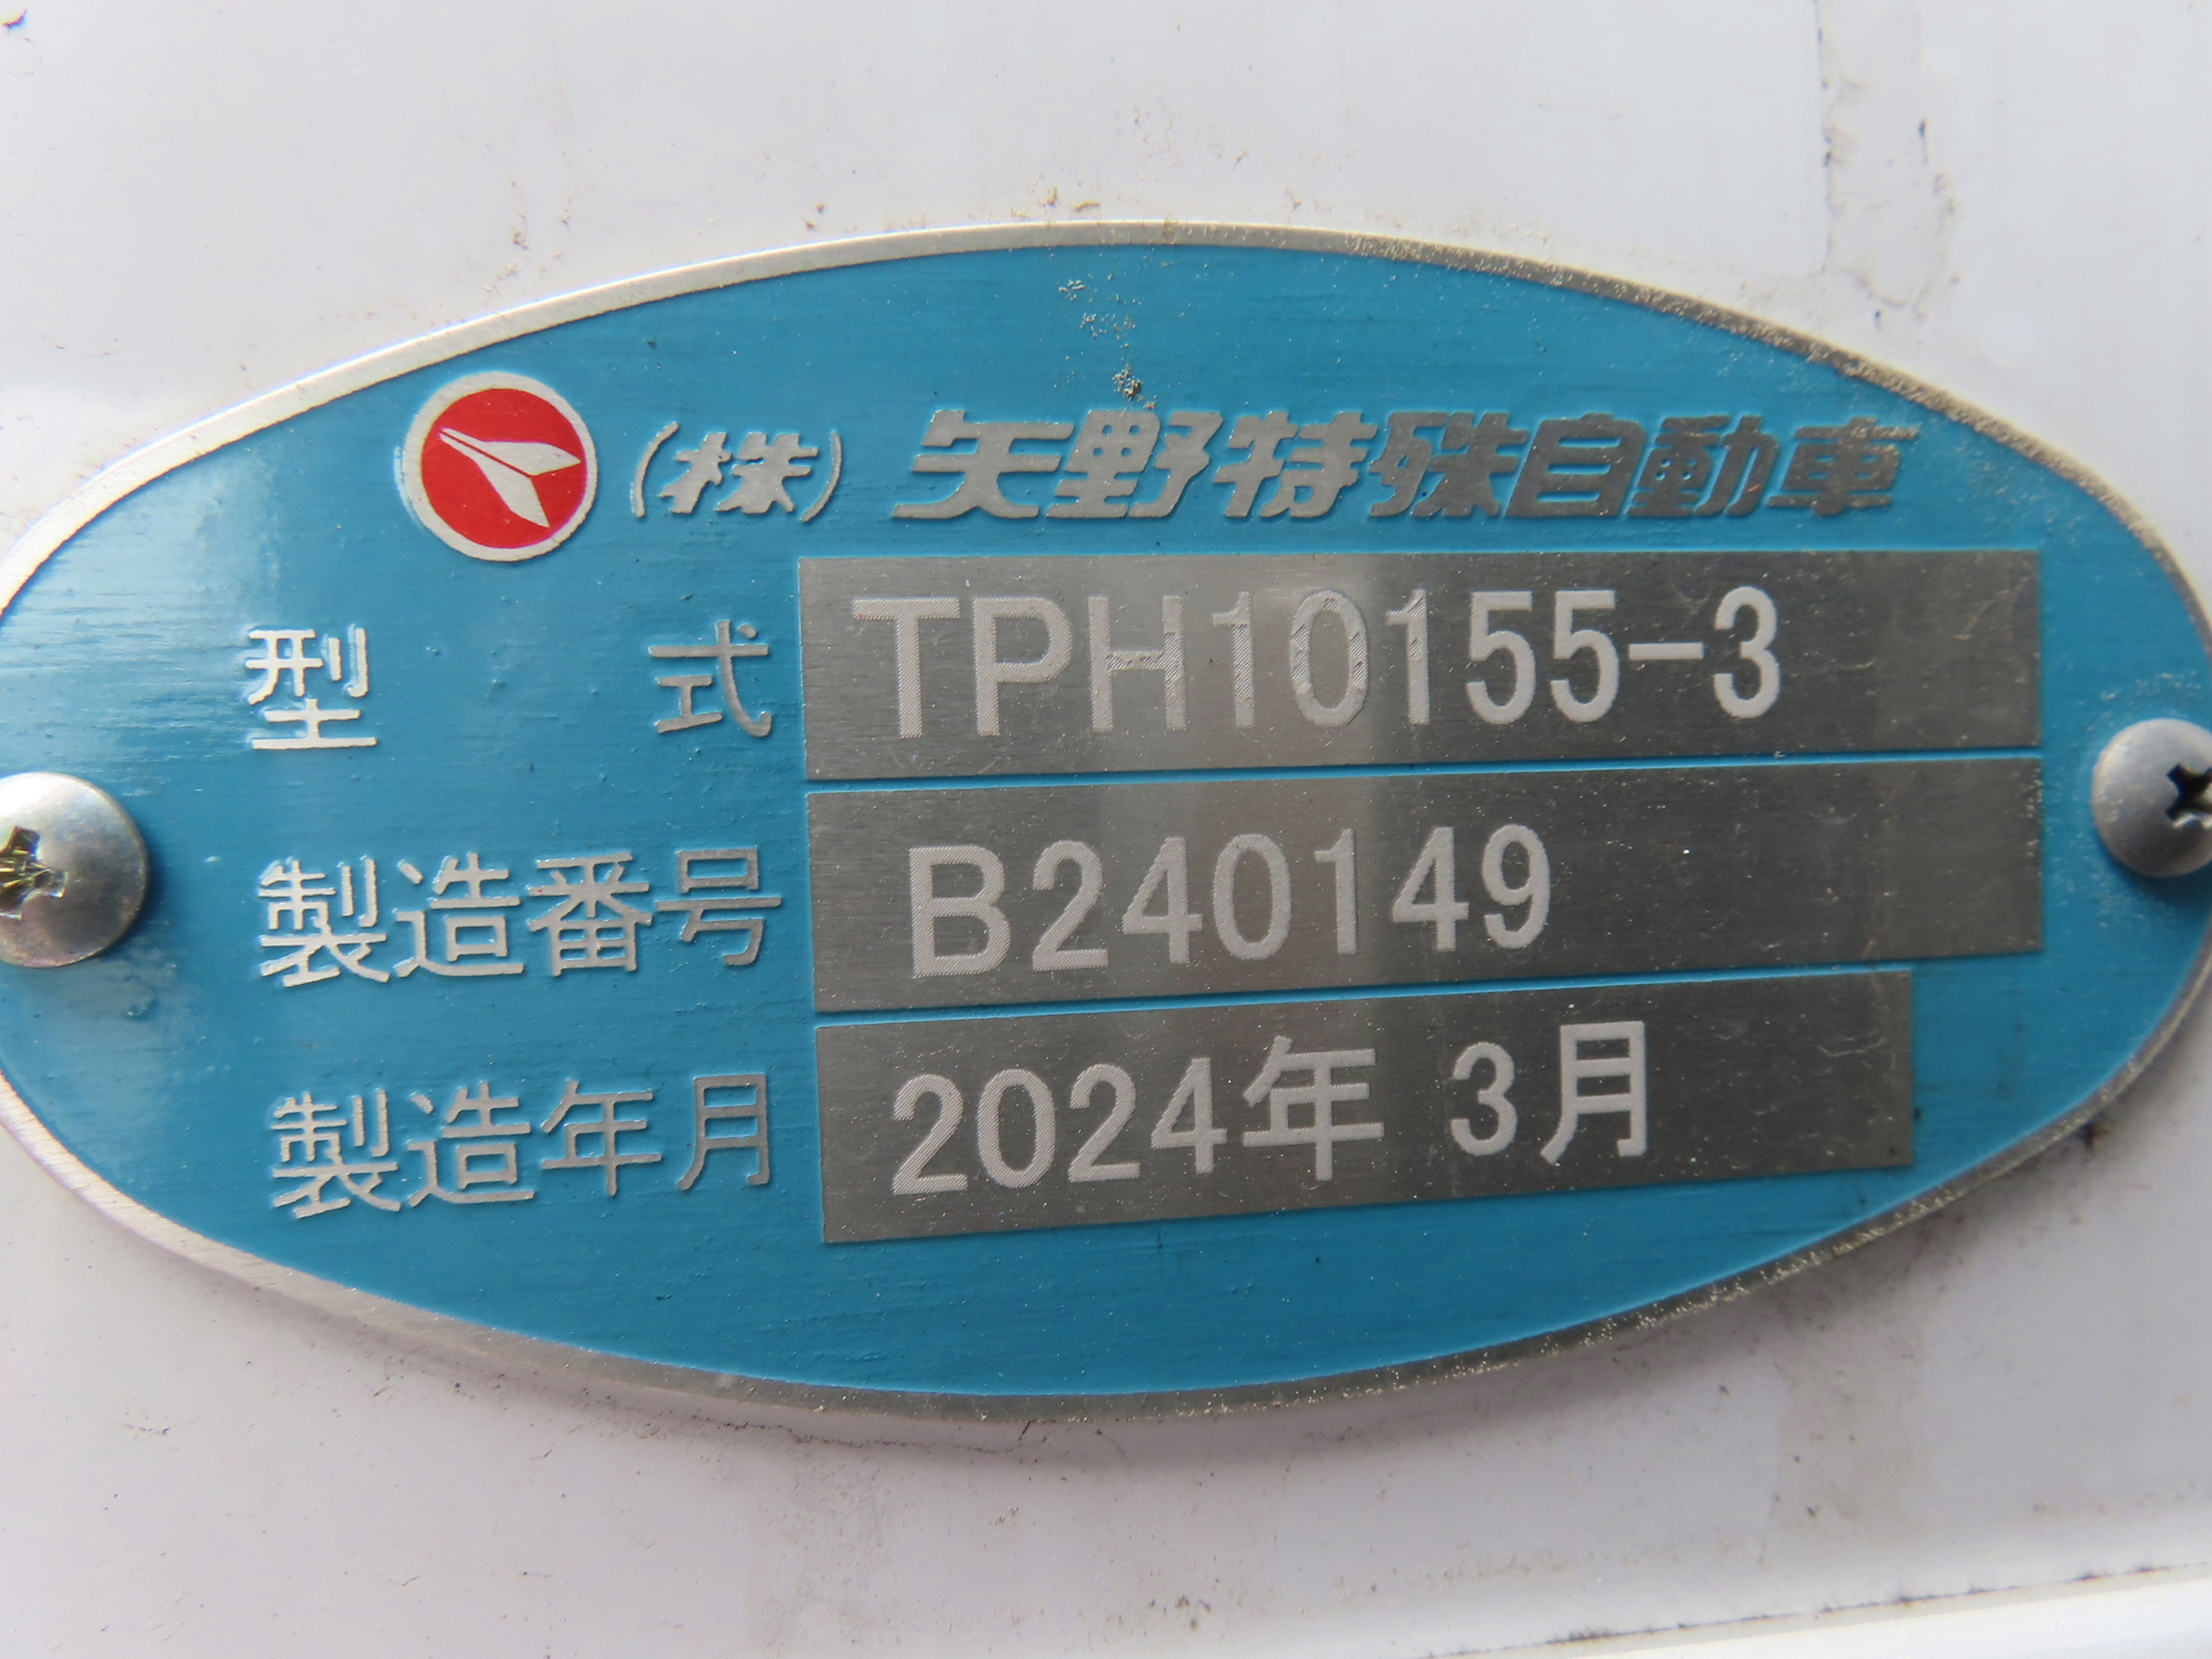 (株) 矢野特殊自動車
型 式 TPH10155-3
製造番号 B240149
製造年月 2024年 3月